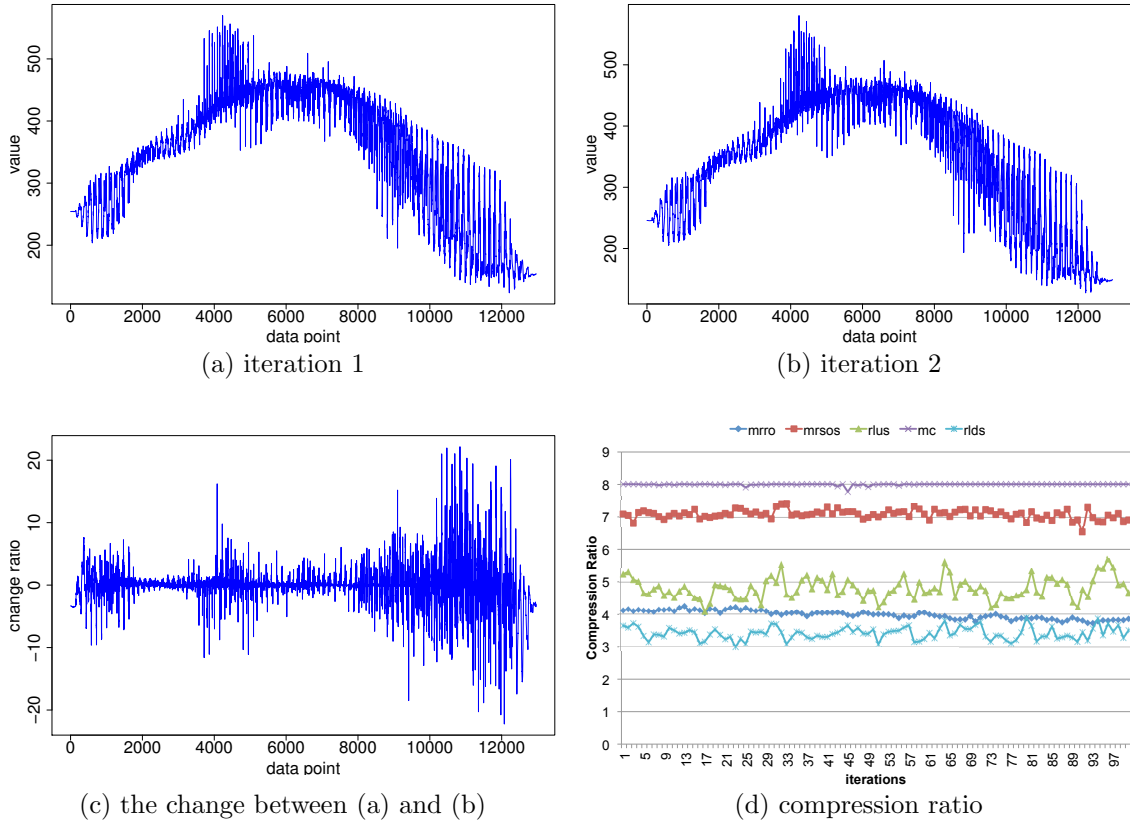 500
400
300
200
value
0 2000 4000 6000 8000 10000 12000
data point
(a) iteration 1
500
400
300
200
value
0 2000 4000 6000 8000 10000 12000
data point
(b) iteration 2
20
10
0
−10
−20
change ratio
0 2000 4000 6000 8000 10000 12000
data point
(c) the change between (a) and (b)
mrro mrsos rlus mc rlds
9
8
7
6
5
4
3
2
1
0
Compression Ratio
1 5 9 13 17 21 25 29 33 37 41 45 49 53 57 61 65 69 73 77 81 85 89 93 97
iterations
(d) compression ratio